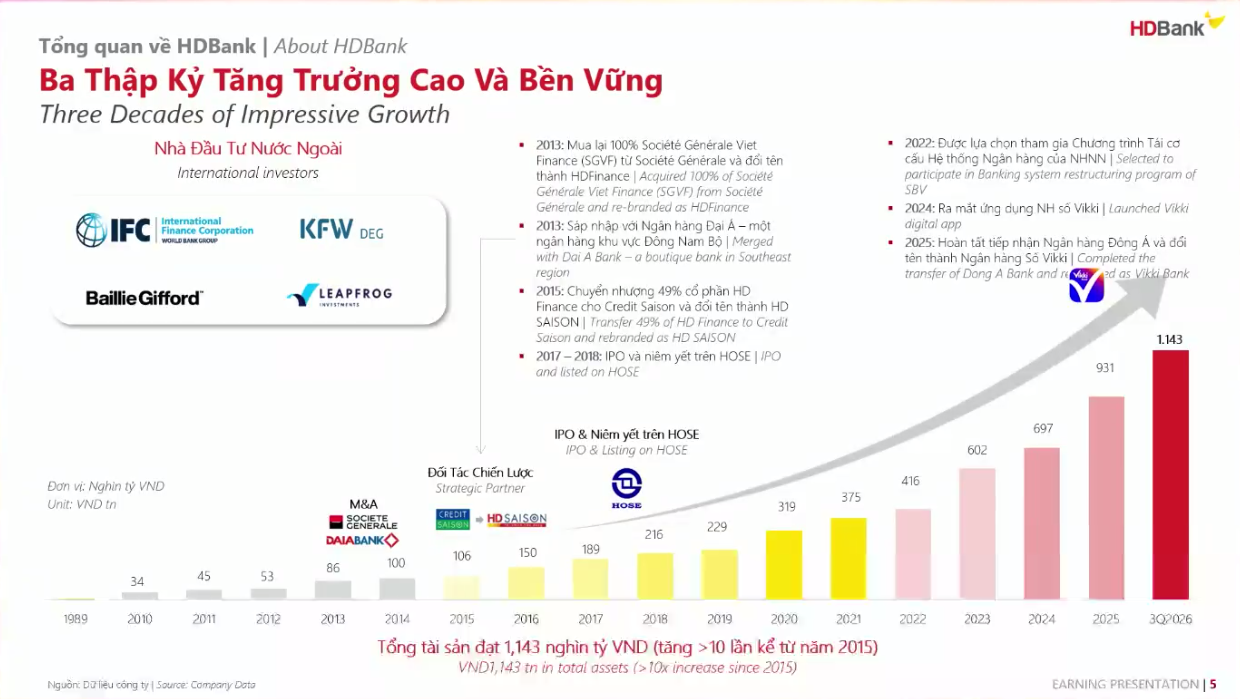 HDBank
Tổng quan về HDBank | About HDBank
Ba Thập Kỷ Tăng Trưởng Cao Và Bền Vững
Three Decades of Impressive Growth
Nhà Đầu Tư Nước Ngoài
International investors
IFC International
Finance Corporation
WORLD BANK GROUP
KFW DEG
Baillie Gifford™
LEAPFROG
INVESTMENTS
2013: Mua lại 100% Société Générale Viet
Finance (SGVF) từ Société Générale và đổi tên
thành HDFinance | Acquired 100% of Société
Générale Viet Finance (SGVF) from Société
Générale and re-branded as HDFinance
2013: Sáp nhập với Ngân hàng Đại Á – một
ngân hàng khu vực Đông Nam Bộ | Merged
with Dai A Bank – a boutique bank in Southeast
region
2015: Chuyển nhượng 49% cổ phần HD
Finance cho Credit Saison và đổi tên thành HD
SAISON | Transfer 49% of HD Finance to Credit
Saison and rebranded as HD SAISON
2017 – 2018: IPO và niêm yết trên HOSE | IPO
and listed on HOSE
2022: Được lựa chọn tham gia Chương trình Tái cơ
cấu Hệ thống Ngân hàng của NHNN | Selected to
participate in Banking system restructuring program of
SBV
2024: Ra mắt ứng dụng NH số Vikki | Launched Vikki
digital app
2025: Hoàn tất tiếp nhận Ngân hàng Đông Á và đổi
tên thành Ngân hàng Số Vikki | Completed the
transfer of Dong A Bank and as Vikki Bank
Vikki
Đơn vị: Nghìn tỷ VND
Unit: VND tn
M&A
SOCIETE
GENERALE
DAIABANK
Đối Tác Chiến Lược
Strategic Partner
CREDIT
SAISON
HD SAISON
IPO & Niêm yết trên HOSE
IPO & Listing on HOSE
HOSE
34 45 53 86 100 106 150 189 216 229 319 375 416 602 697 931 1.143
1989 2010 2011 2012 2013 2014 2015 2016 2017 2018 2019 2020 2021 2022 2023 2024 2025 3Q2026
Tổng tài sản đạt 1,143 nghìn tỷ VND (tăng >10 lần kể từ năm 2015)
VND1,143 tn in total assets (>10x increase since 2015)
Nguồn: Dữ liệu công ty | Source: Company Data
EARNING PRESENTATION | 5